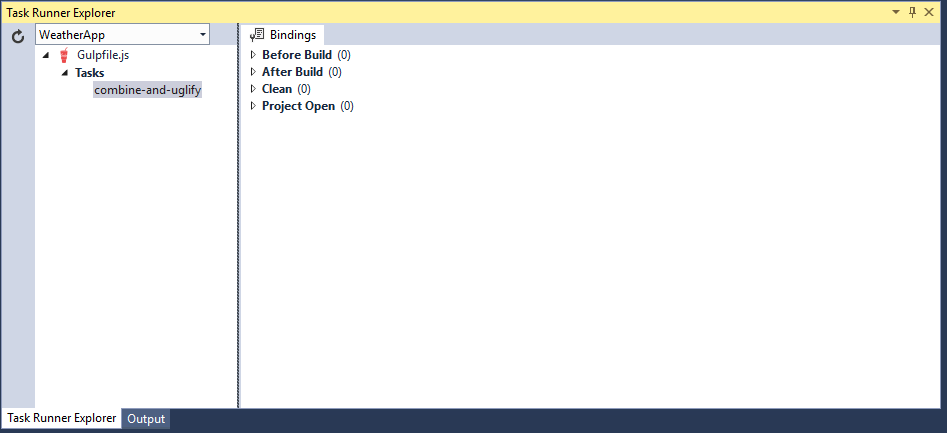 Task Runner Explorer
WeatherApp
Gulpfile.js
Tasks
combine-and-uglify
Bindings
Before Build (0)
After Build (0)
Clean (0)
Project Open (0)
Task Runner Explorer
Output